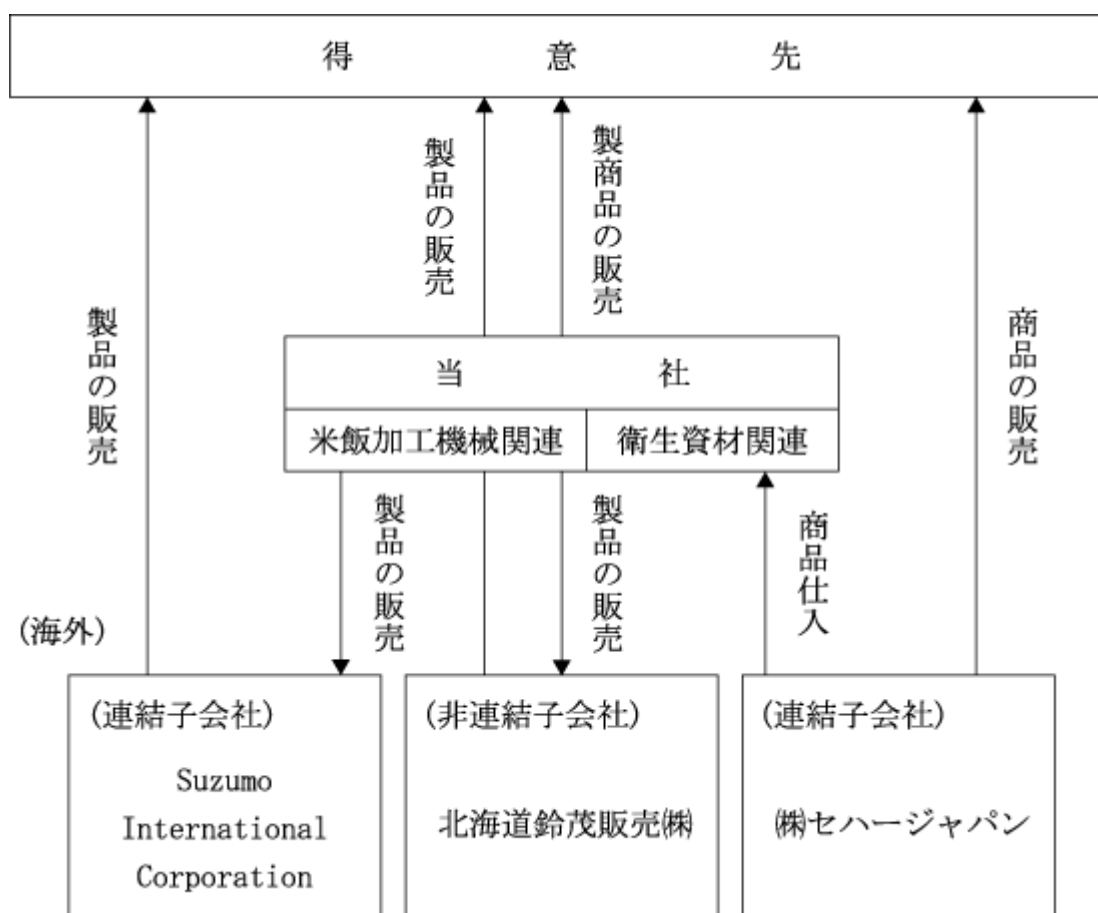 得意先
製品の販売
製商品の販売
製品の販売
商品の販売
当社
米飯加工機械関連
衛生資材関連
製品の販売
製品の販売
商品仕入
(海外)
(連結子会社)
Suzumo
International
Corporation
(非連結子会社)
北海道鈴茂販売㈱
(連結子会社)
㈱セハージャパン